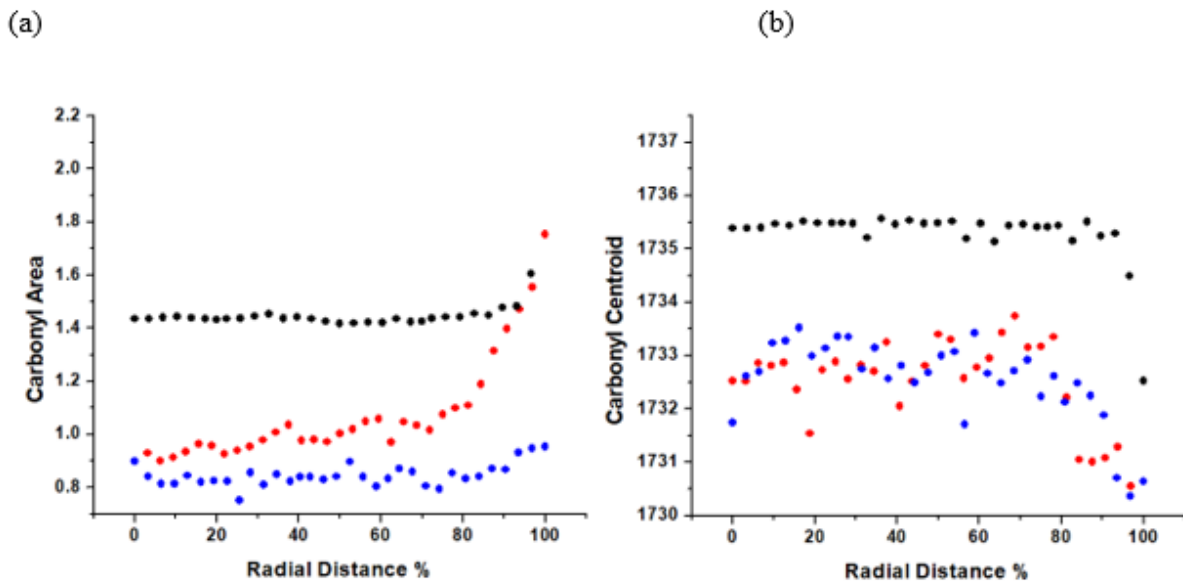 (a)
(b)
2.2
2.0
1.8
1.6
1.4
1.2
1.0
0.8
Carbonyl Area
0 20 40 60 80 100
Radial Distance %
1737
1736
1735
1734
1733
1732
1731
1730
Carbonyl Centroid
0 20 40 60 80 100
Radial Distance %